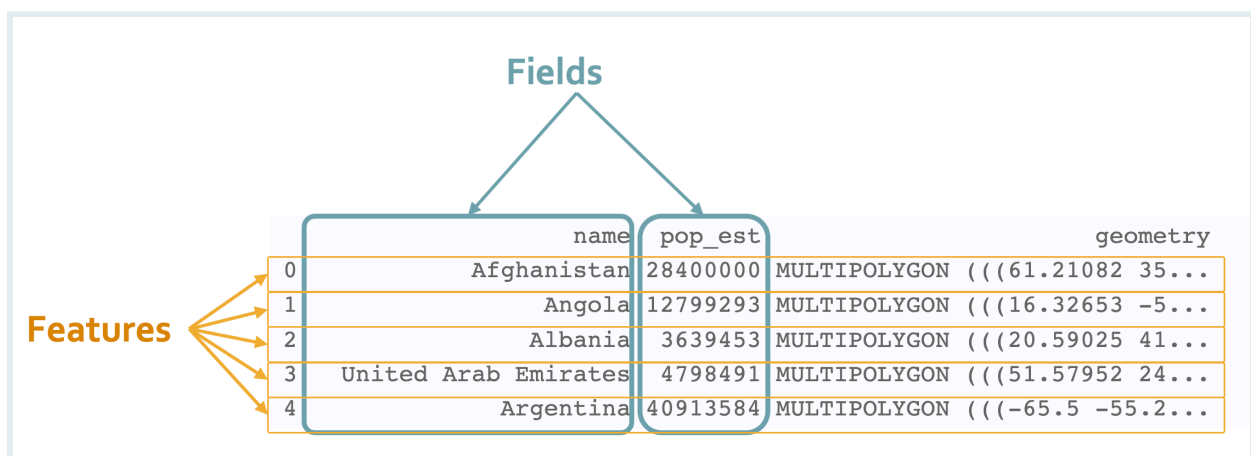 Fields
name pop_est geometry
0 Afghanistan 28400000 MULTIPOLYGON (((61.21082 35...
1 Angola 12799293 MULTIPOLYGON (((16.32653 -5...
Features
2 Albania 3639453 MULTIPOLYGON (((20.59025 41...
3 United Arab Emirates 4798491 MULTIPOLYGON (((51.57952 24...
4 Argentina 40913584 MULTIPOLYGON (((-65.5 -55.2...